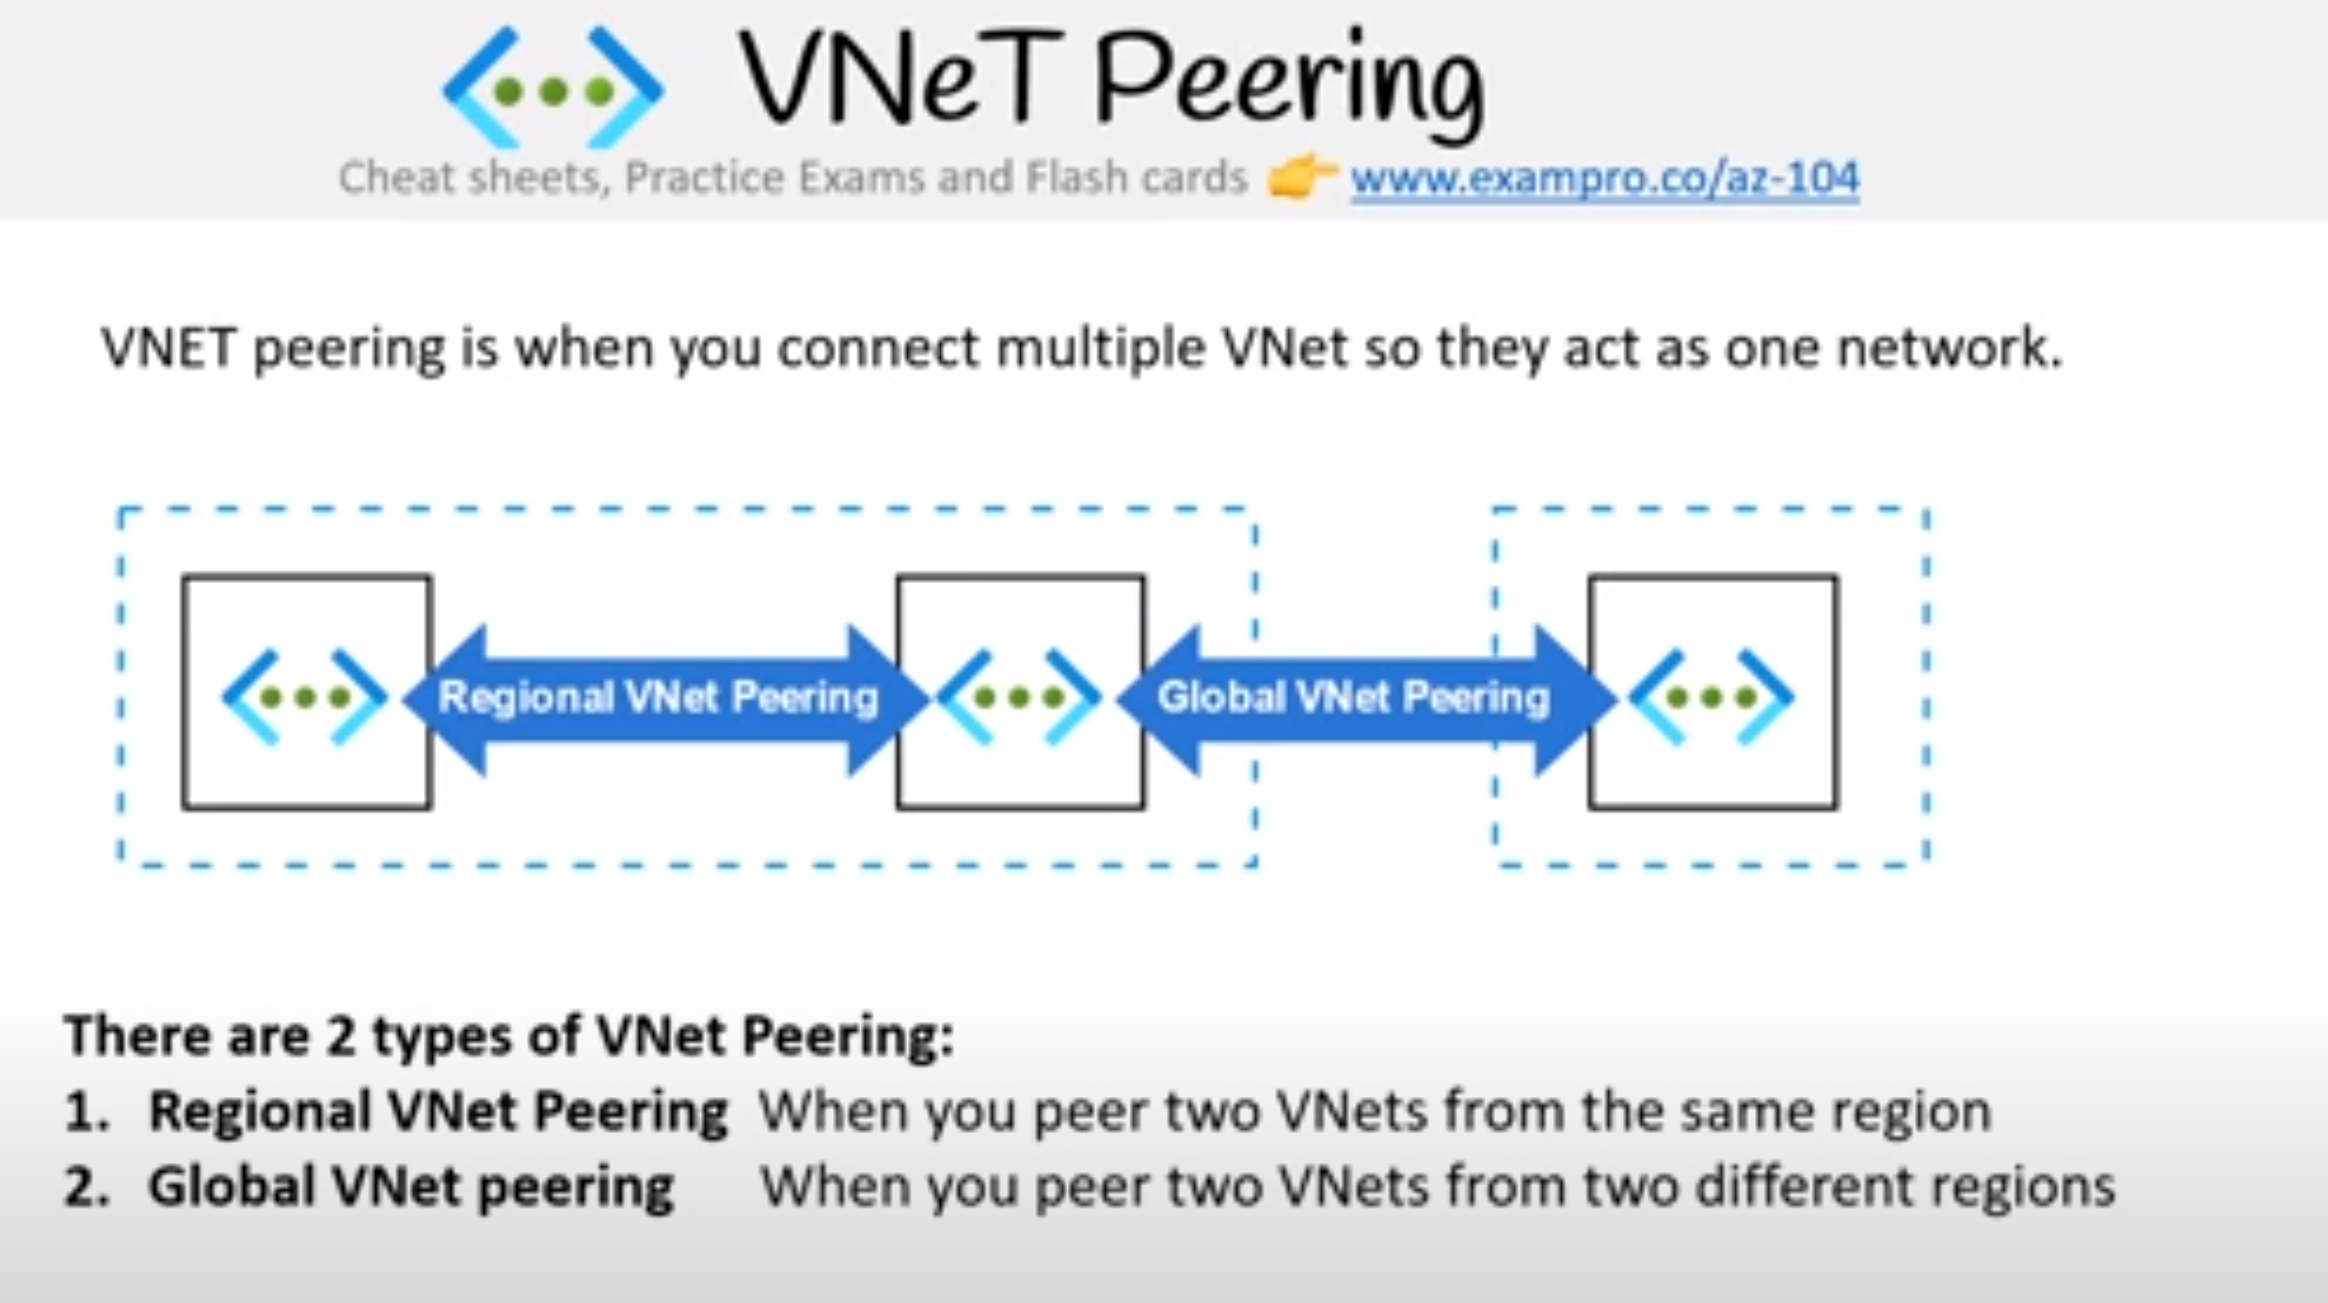 VNeT Peering
Cheat sheets, Practice Exams and Flash cards 👉 www.exampro.co/az-104
VNET peering is when you connect multiple VNet so they act as one network.
Regional VNet Peering
Global VNet Peering
There are 2 types of VNet Peering:
1. Regional VNet Peering When you peer two VNets from the same region
2. Global VNet peering When you peer two VNets from two different regions